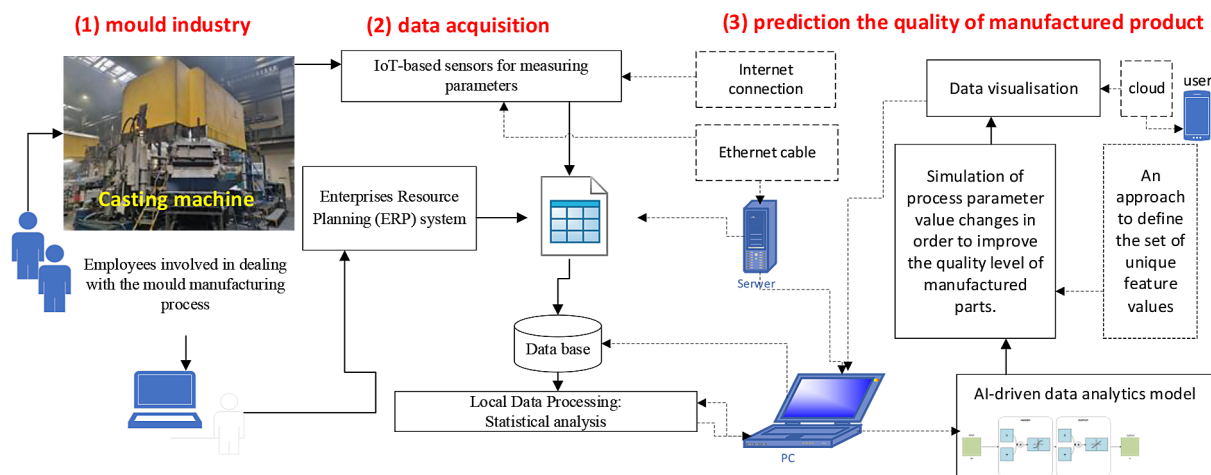 (1) mould industry
(2) data acquisition
(3) prediction the quality of manufactured product
Casting machine
Employees involved in dealing
with the mould manufacturing
process
IoT-based sensors for measuring
parameters
Enterprises Resource
Planning (ERP) system
Data base
Local Data Processing:
Statistical analysis
Internet
connection
Ethernet cable
Serwer
PC
Data visualisation
cloud
user
Simulation of
process parameter
value changes in
order to improve
the quality level of
manufactured
parts.
An
approach
to define
the set of
unique
feature
values
AI-driven data analytics model